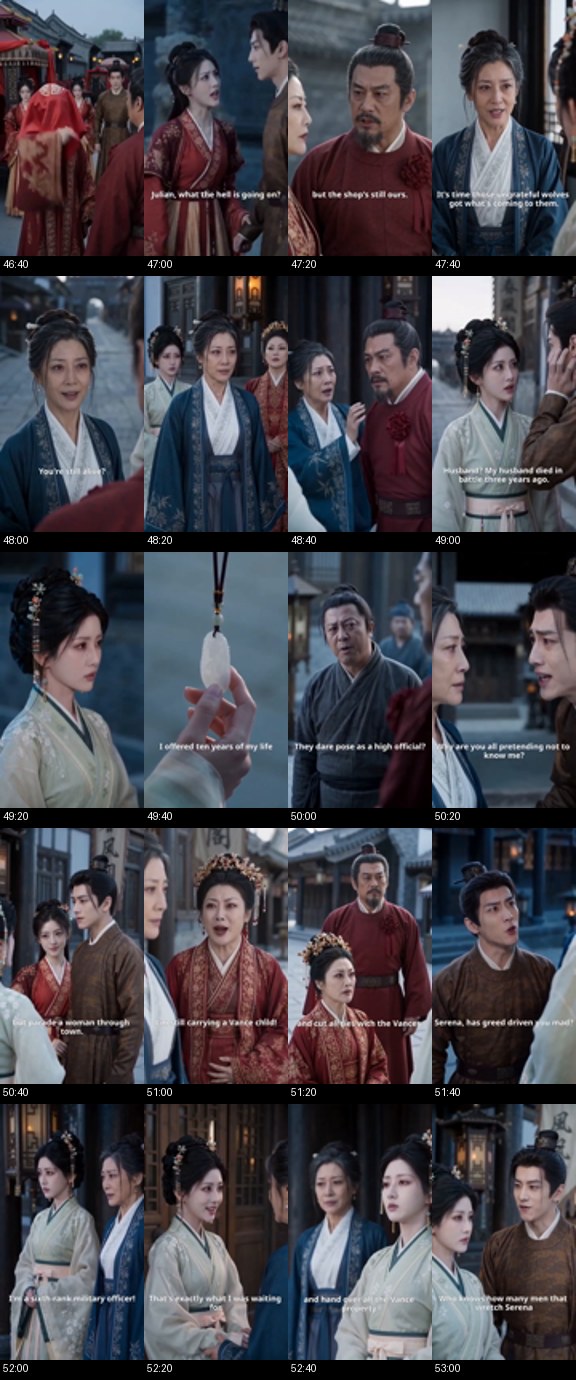 46:40
Julian, what the hell is going on?
47:00
but the shop's still ours.
47:20
It's time those ungrateful wolves
got what's coming to them.
47:40
You're still alive?
48:00
48:20
48:40
Husband? My husband died in
battle three years ago.
49:00
49:20
I offered ten years of my life
49:40
They dare pose as a high official?
50:00
Why are you all pretending not to
know me?
50:20
parade a woman through
town.
50:40
still carrying a Vance child!
51:00
and cut all ties with the Vances
51:20
Serena, has greed driven you mad?
51:40
I'm a sixth-rank military officer!
52:00
That's exactly what I was waiting
for
52:20
and hand over all the Vance
property?
52:40
Who knows how many men that
wretch Serena
53:00